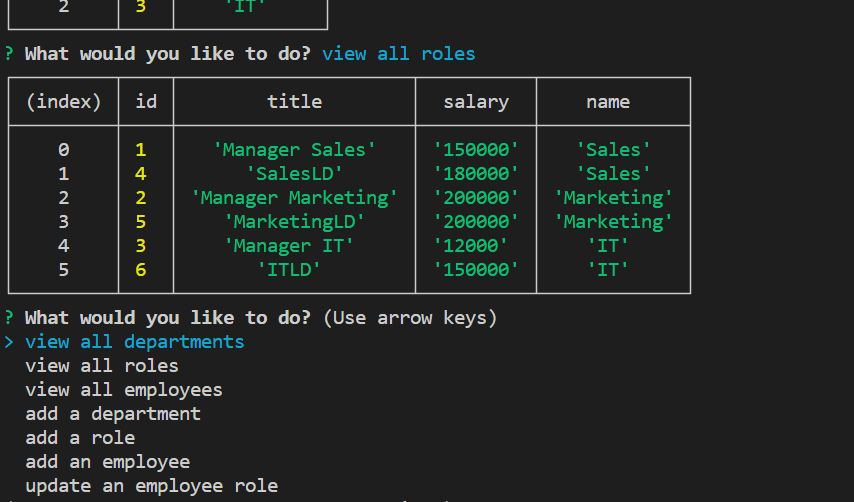 2 3 'IT'
? What would you like to do? view all roles
(index) id title salary name
0 1 'Manager Sales' '150000' 'Sales'
1 4 'SalesLD' '180000' 'Sales'
2 2 'Manager Marketing' '200000' 'Marketing'
3 5 'MarketingLD' '200000' 'Marketing'
4 3 'Manager IT' '12000' 'IT'
5 6 'ITLD' '150000' 'IT'
? What would you like to do? (Use arrow keys)
> view all departments
view all roles
view all employees
add a department
add a role
add an employee
update an employee role